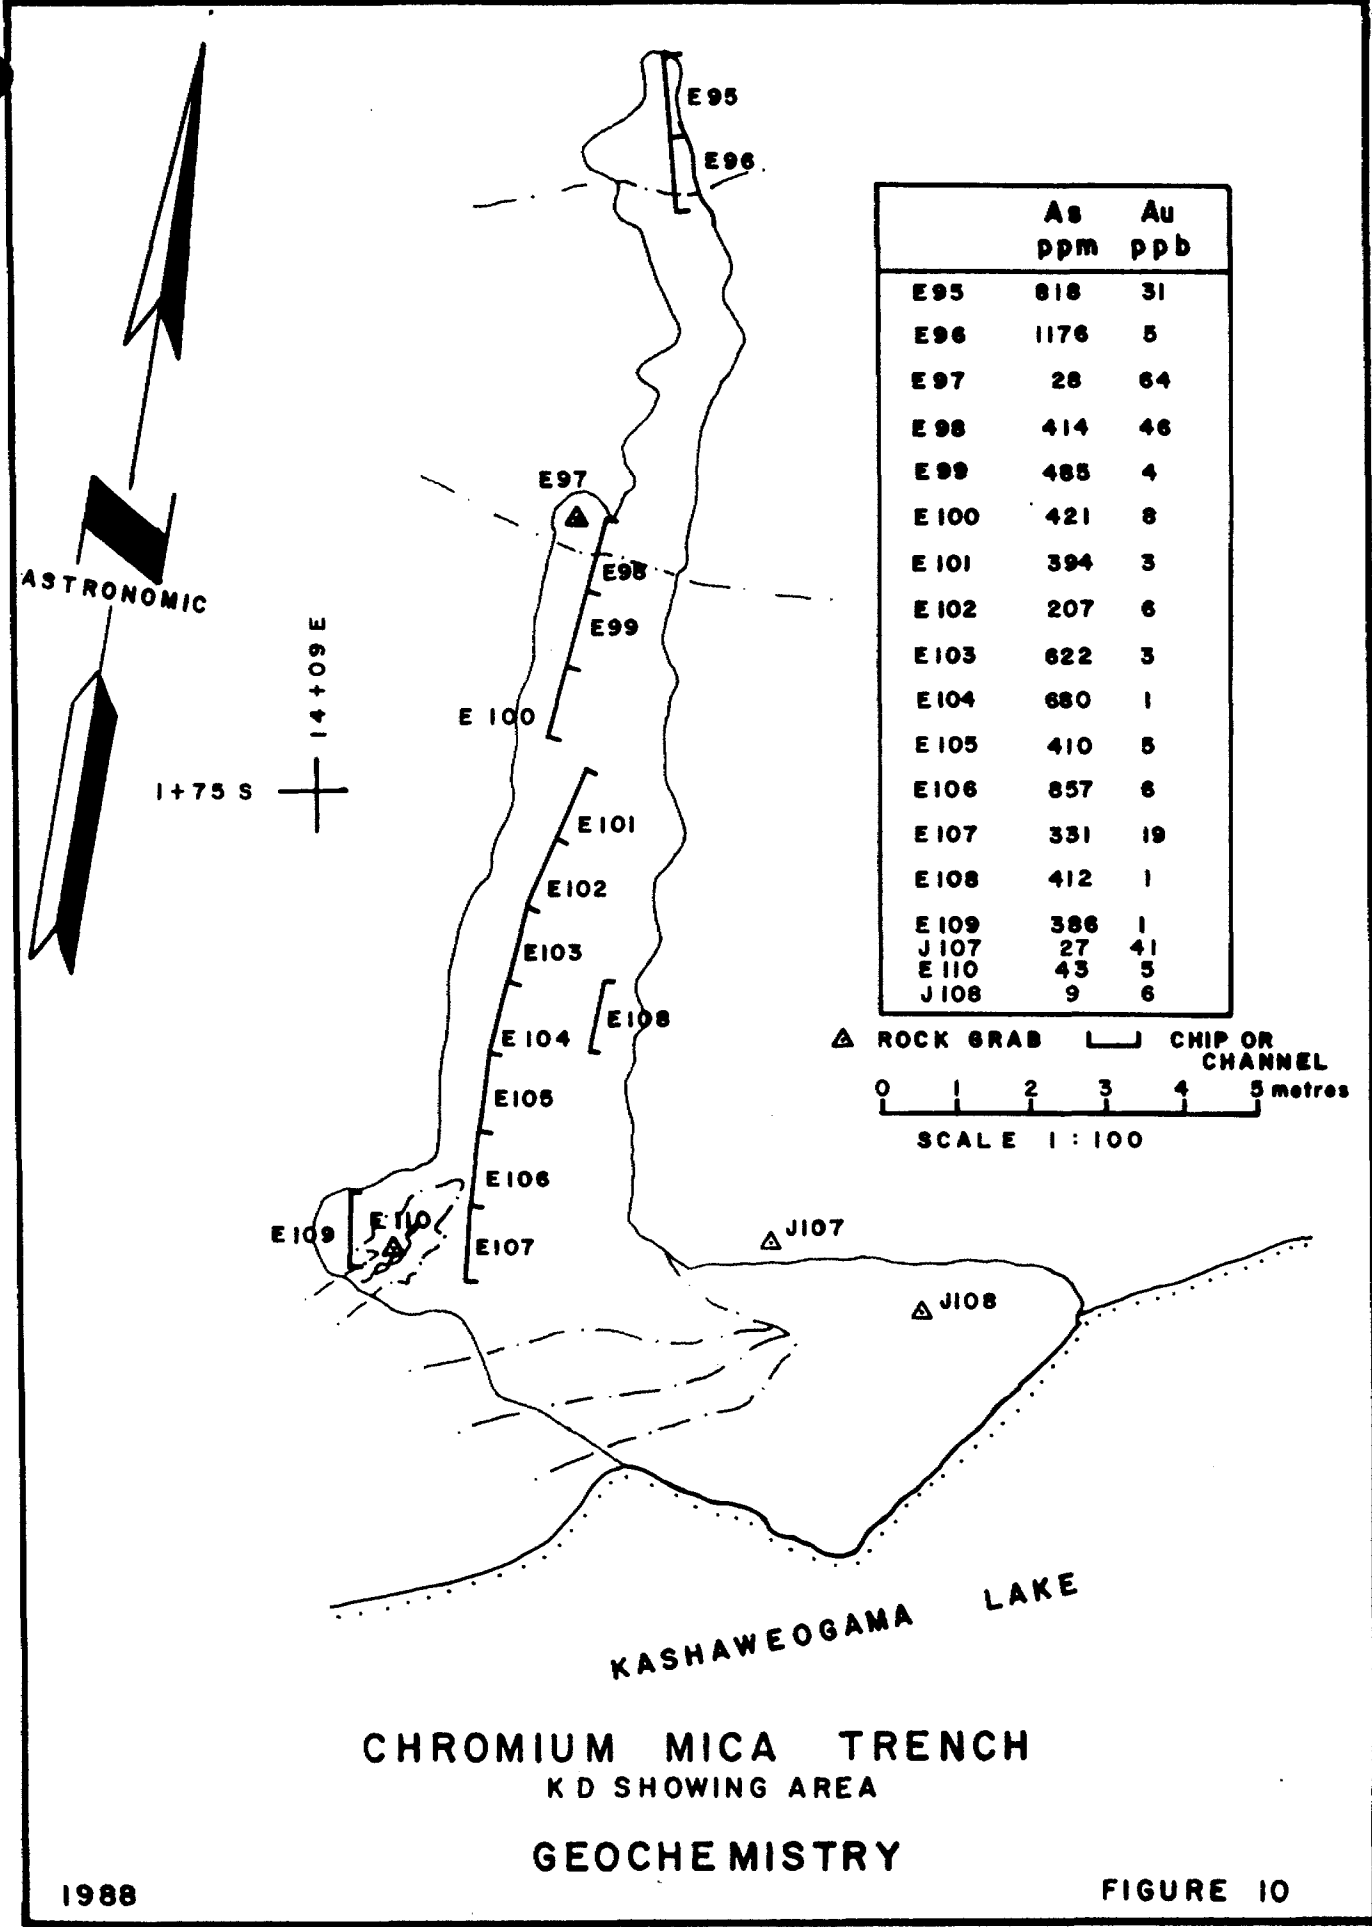 E95
E96
As Au
ppm ppb
E95 818 31
E96 1176 5
E97 28 64
E98 414 46
E99 485 4
E100 421 8
E101 394 3
E102 207 6
E103 622 3
E104 680 1
E105 410 5
E106 857 6
E107 331 19
E108 412 1
E109 386 1
J107 27 41
E110 43 5
J108 9 6
ROCK GRAB CHIP OR
CHANNEL
0 1 2 3 4 5 metres
SCALE 1 : 100
N
ASTRONOMIC
E97
E98
E99
E 100
14+09 E
1+75 S
E101
E102
E103
E104
E108
E105
E106
E107
E109
E110
J107
J108
KASHAWEOGAMA LAKE
CHROMIUM MICA TRENCH
K D SHOWING AREA
GEOCHEMISTRY
1988
FIGURE 10